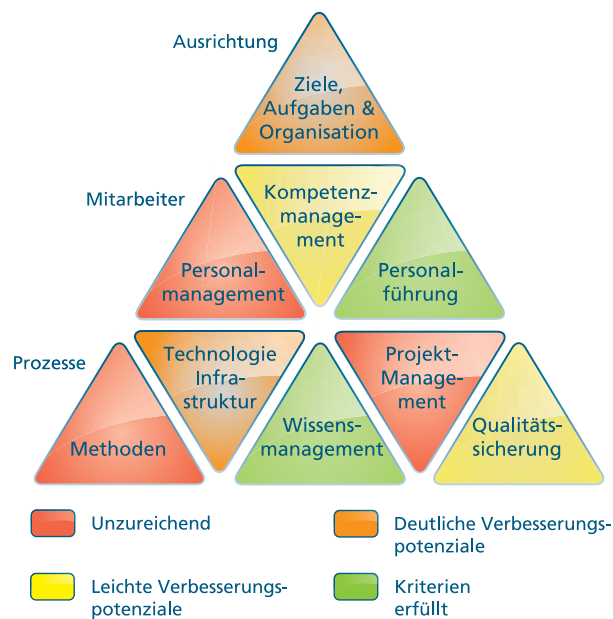 Ausrichtung
Ziele,
Aufgaben &
Organisation
Mitarbeiter
Personal-
management
Kompetenz-
manage-
ment
Personal-
führung
Prozesse
Methoden
Technologie
Infra-
struktur
Wissens-
management
Projekt-
Manage-
ment
Qualitäts-
sicherung
Unzureichend
Deutliche Verbesserungs-
potenziale
Leichte Verbesserungs-
potenziale
Kriterien
erfüllt